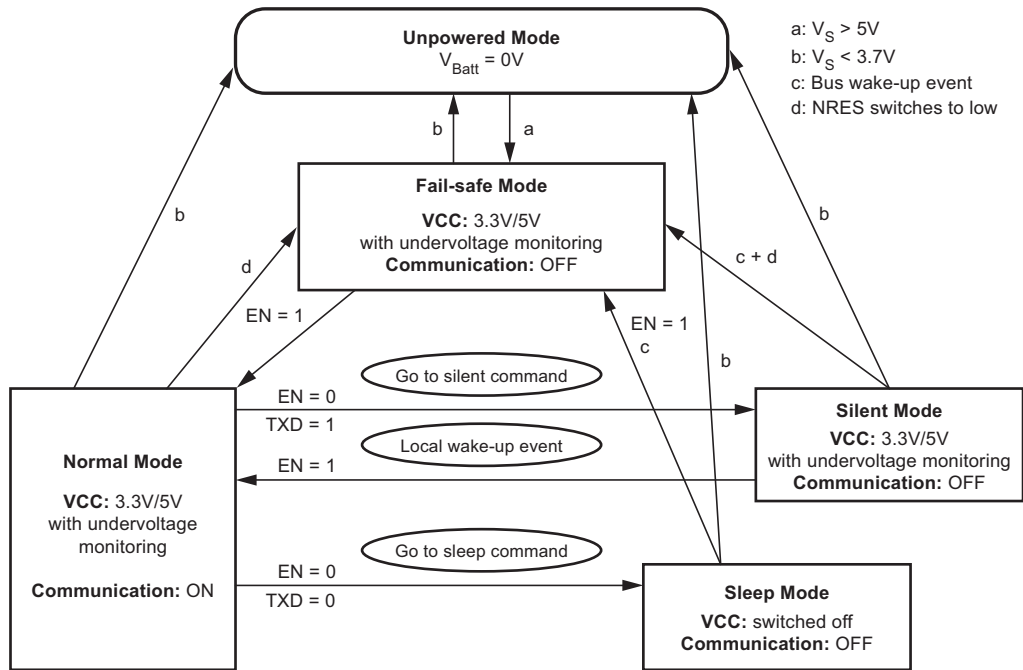 Unpowered Mode
V_Batt = 0V
a: V_S > 5V
b: V_S < 3.7V
c: Bus wake-up event
d: NRES switches to low
b
a
Fail-safe Mode
VCC: 3.3V/5V
with undervoltage monitoring
Communication: OFF
b
d
EN = 1
b
c + d
EN = 1
c
b
Go to silent command
EN = 0
TXD = 1
Local wake-up event
EN = 1
Normal Mode
VCC: 3.3V/5V
with undervoltage
monitoring
Communication: ON
Silent Mode
VCC: 3.3V/5V
with undervoltage monitoring
Communication: OFF
Go to sleep command
EN = 0
TXD = 0
Sleep Mode
VCC: switched off
Communication: OFF